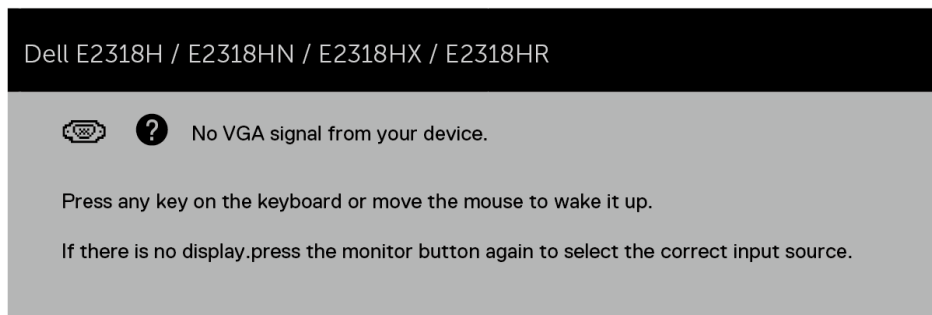 Dell E2318H / E2318HN / E2318HX / E2318HR
No VGA signal from your device.
Press any key on the keyboard or move the mouse to wake it up.
If there is no display.press the monitor button again to select the correct input source.